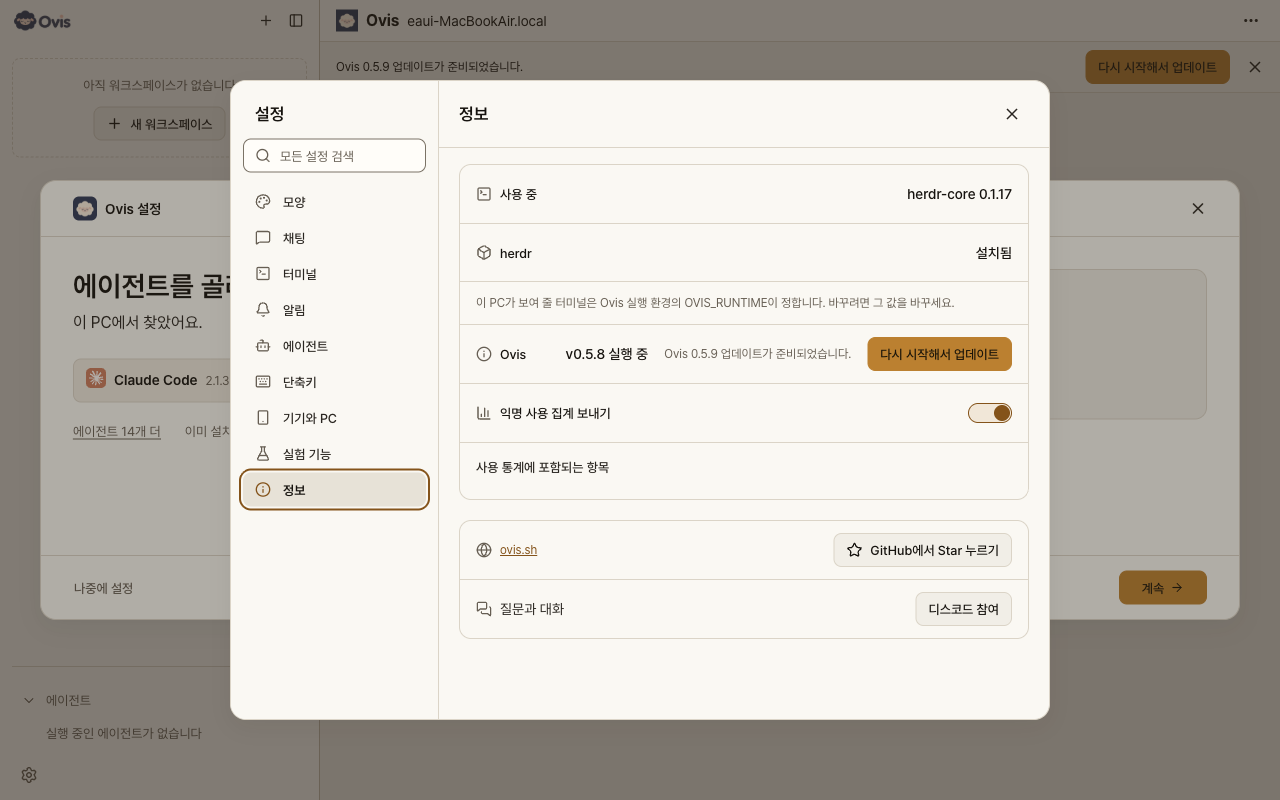 Ovis
Ovis eaui-MacBookAir.local
Ovis 0.5.9 업데이트가 준비되었습니다.
다시 시작해서 업데이트
아직 워크스페이스가 없습니다
새 워크스페이스
Ovis 설정
에이전트를
이 PC에서 찾았어요.
Claude Code 2.1.3
에이전트 14개 더 이미
나중에 설정
계속
에이전트
실행 중인 에이전트가 없습니다
설정
모든 설정 검색
모양
채팅
터미널
알림
에이전트
단축키
기기와 PC
실험 기능
정보
정보
사용 중 herdr-core 0.1.17
herdr 설치됨
이 PC가 보여 줄 터미널은 Ovis 실행 환경의 OVIS_RUNTIME이 정합니다. 바꾸려면 그 값을 바꾸세요.
Ovis v0.5.8 실행 중 Ovis 0.5.9 업데이트가 준비되었습니다. 다시 시작해서 업데이트
익명 사용 집계 보내기
사용 통계에 포함되는 항목
ovis.sh GitHub에서 Star 누르기
질문과 대화 디스코드 참여